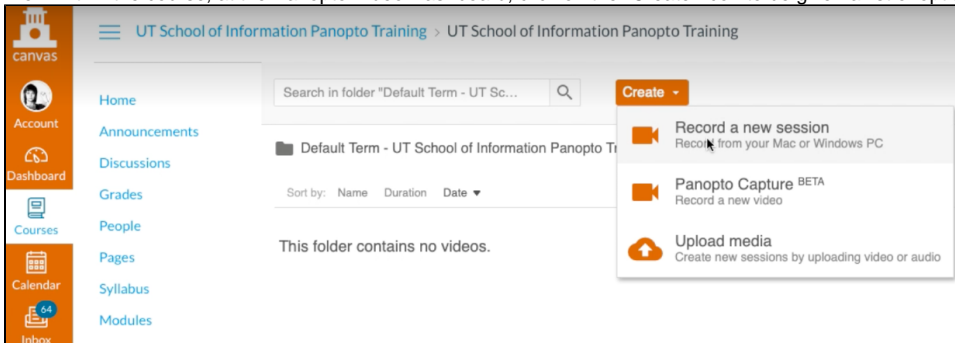 canvas
UT School of Information Panopto Training > UT School of Information Panopto Training
Account
Dashboard
Courses
Calendar
64
Inbox
Home
Announcements
Discussions
Grades
People
Pages
Syllabus
Modules
Search in folder "Default Term - UT Sc...
Create
Default Term - UT School of Information Panopto
Sort by: Name Duration Date
This folder contains no videos.
Record a new session
Record from your Mac or Windows PC
Panopto Capture BETA
Record a new video
Upload media
Create new sessions by uploading video or audio